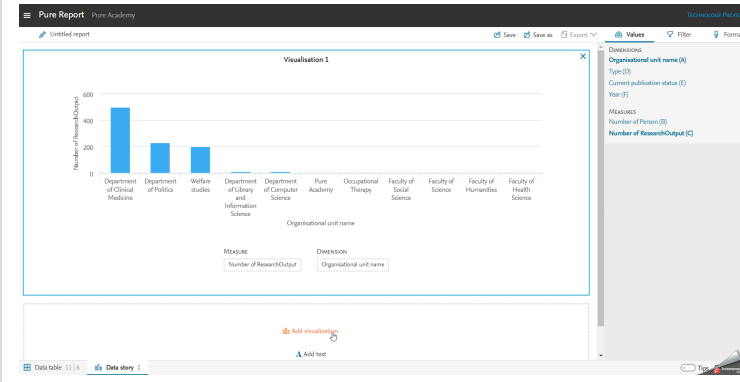 Pure Report Pure Academy
TECHNOLOGY
Untitled report
Save Save as Export
Values Filter
Visualisation 1
Number of ResearchOutput
600
400
200
0
Department of Clinical Medicine
Department of Politics
Welfare studies
Department of Library and Information Science
Department of Computer Science
Pure Academy
Occupational Therapy
Faculty of Social Science
Faculty of Science
Faculty of Humanities
Faculty of Health Science
Organisational unit name
MEASURE
Number of ResearchOutput
DIMENSION
Organisational unit name
Add visualisation
A Add text
DIMENSIONS
Organisational unit name (A)
Type (D)
Current publication status (E)
Year (F)
MEASURES
Number of Person (B)
Number of ResearchOutput (C)
Data table 11|6 Data story 1
Tips